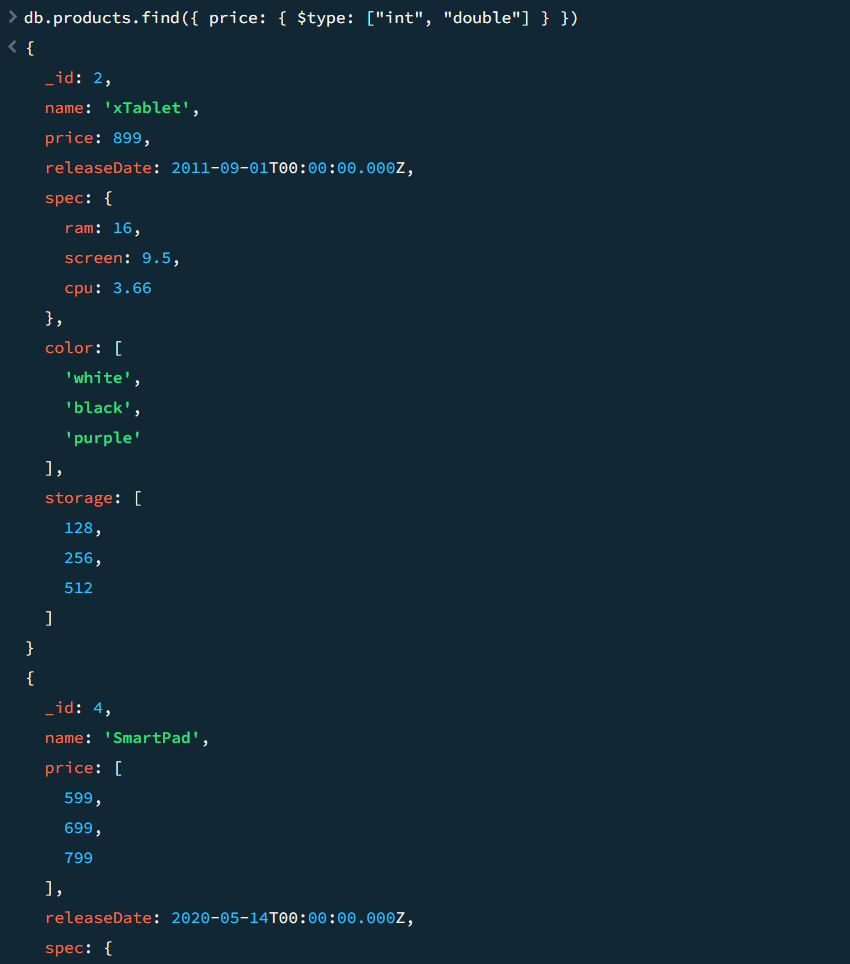 > db.products.find({ price: { $type: ["int", "double"] } })
< {
_id: 2,
name: 'xTablet',
price: 899,
releaseDate: 2011-09-01T00:00:00.000Z,
spec: {
ram: 16,
screen: 9.5,
cpu: 3.66
},
color: [
'white',
'black',
'purple'
],
storage: [
128,
256,
512
]
}
{
_id: 4,
name: 'SmartPad',
price: [
599,
699,
799
],
releaseDate: 2020-05-14T00:00:00.000Z,
spec: {